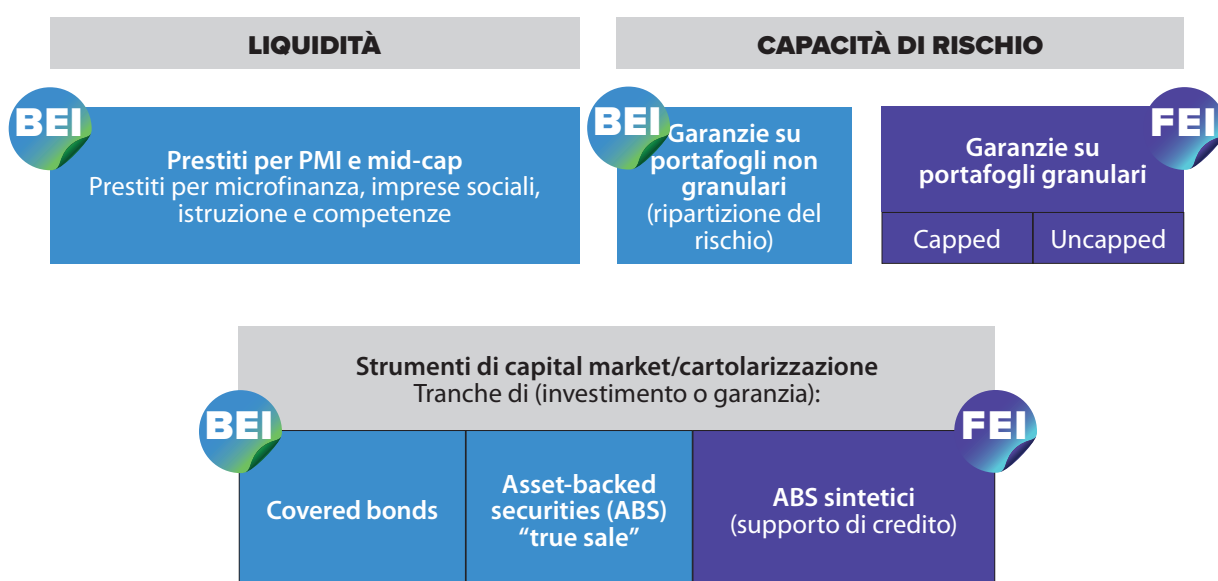 LIQUIDITÀ
CAPACITÀ DI RISCHIO
BEI
Prestiti per PMI e mid-cap
Prestiti per microfinanza, imprese sociali,
istruzione e competenze
BEI
Garanzie su
portafogli non
granulari
(ripartizione del
rischio)
FEI
Garanzie su
portafogli granulari
Capped
Uncapped
Strumenti di capital market/cartolarizzazione
Tranche di (investimento o garanzia):
BEI
FEI
Covered bonds
Asset-backed
securities (ABS)
“true sale”
ABS sintetici
(supporto di credito)